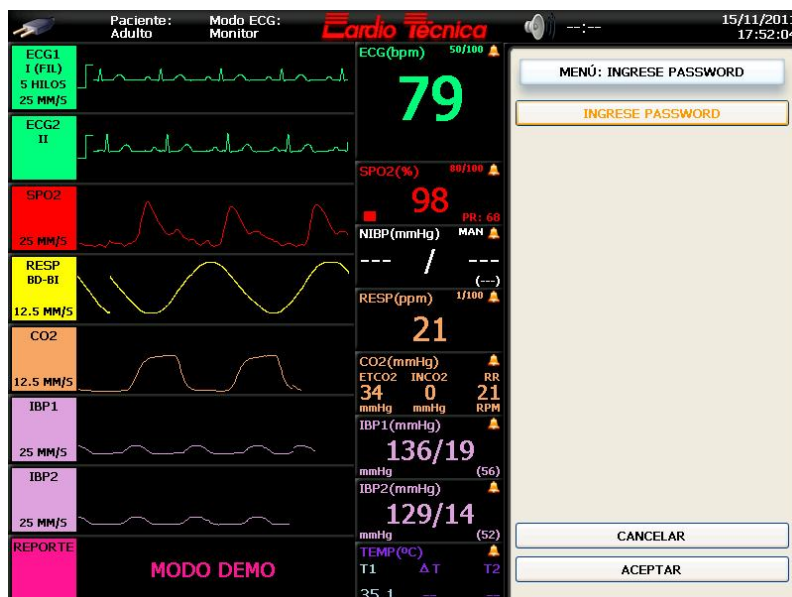 Paciente: Adulto
Modo ECG: Monitor
Cardio Técnica
--:--
15/11/201
17:52:04
ECG1
I (FIL)
5 HILOS
25 MM/S
ECG2
II
SPO2
25 MM/S
RESP
BD-BI
12.5 MM/S
CO2
12.5 MM/S
IBP1
25 MM/S
IBP2
25 MM/S
REPORTE
MODO DEMO
ECG(bpm) 50/100
79
SPO2(%) 80/100
98
PR: 68
NIBP(mmHg) MAN
--- / ---
(---)
RESP(ppm) 1/100
21
CO2(mmHg)
ETCO2 INCO2 RR
34 0 21
mmHg mmHg RPM
IBP1(mmHg)
136/19
mmHg (56)
IBP2(mmHg)
129/14
mmHg (52)
TEMP(ºC)
T1 ΔT T2
35.1 -- --
MENÚ: INGRESE PASSWORD
INGRESE PASSWORD
CANCELAR
ACEPTAR